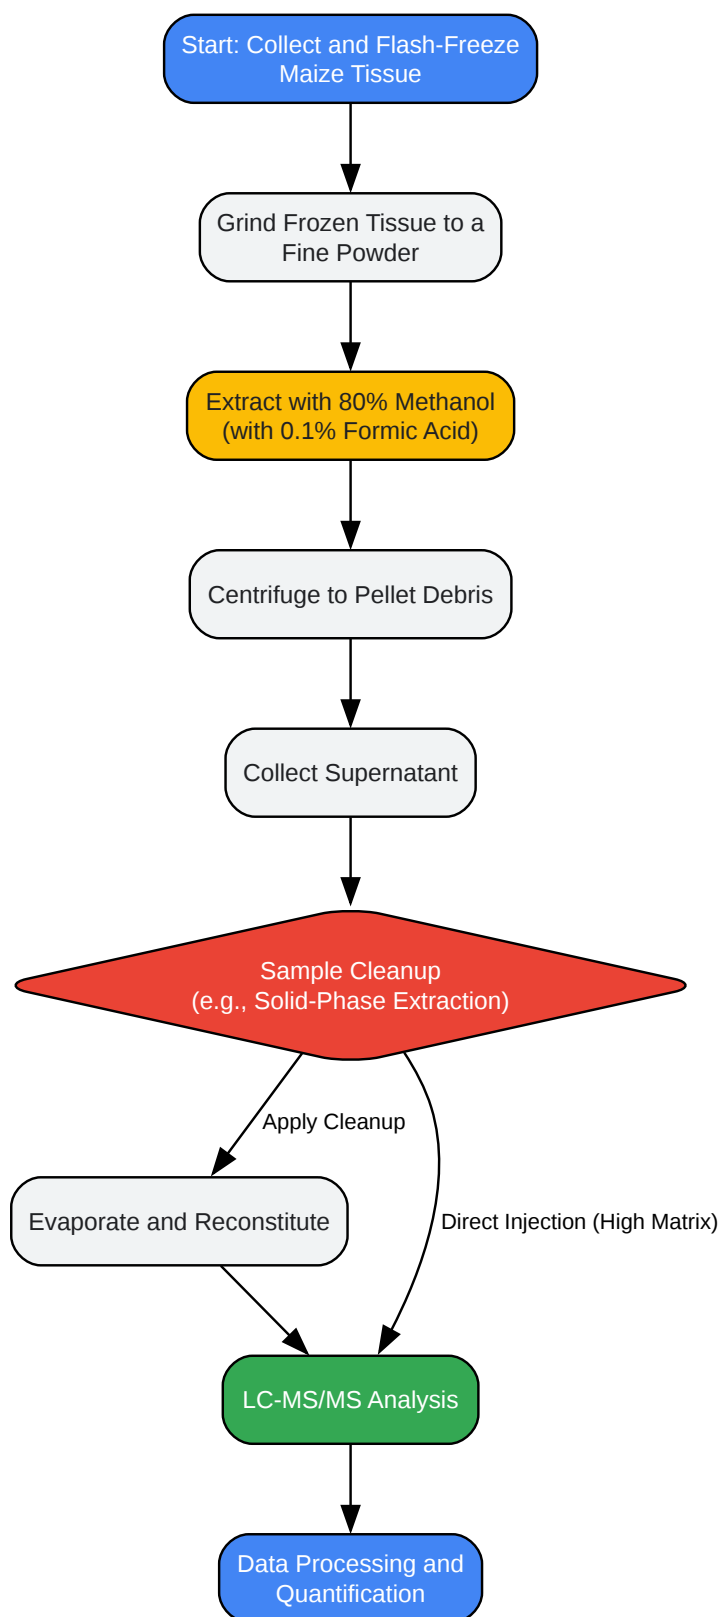 Start: Collect and Flash-Freeze
Maize Tissue
Grind Frozen Tissue to a
Fine Powder
Extract with 80% Methanol
(with 0.1% Formic Acid)
Centrifuge to Pellet Debris
Collect Supernatant
Sample Cleanup
(e.g., Solid-Phase Extraction)
Apply Cleanup
Evaporate and Reconstitute
Direct Injection (High Matrix)
LC-MS/MS Analysis
Data Processing and
Quantification